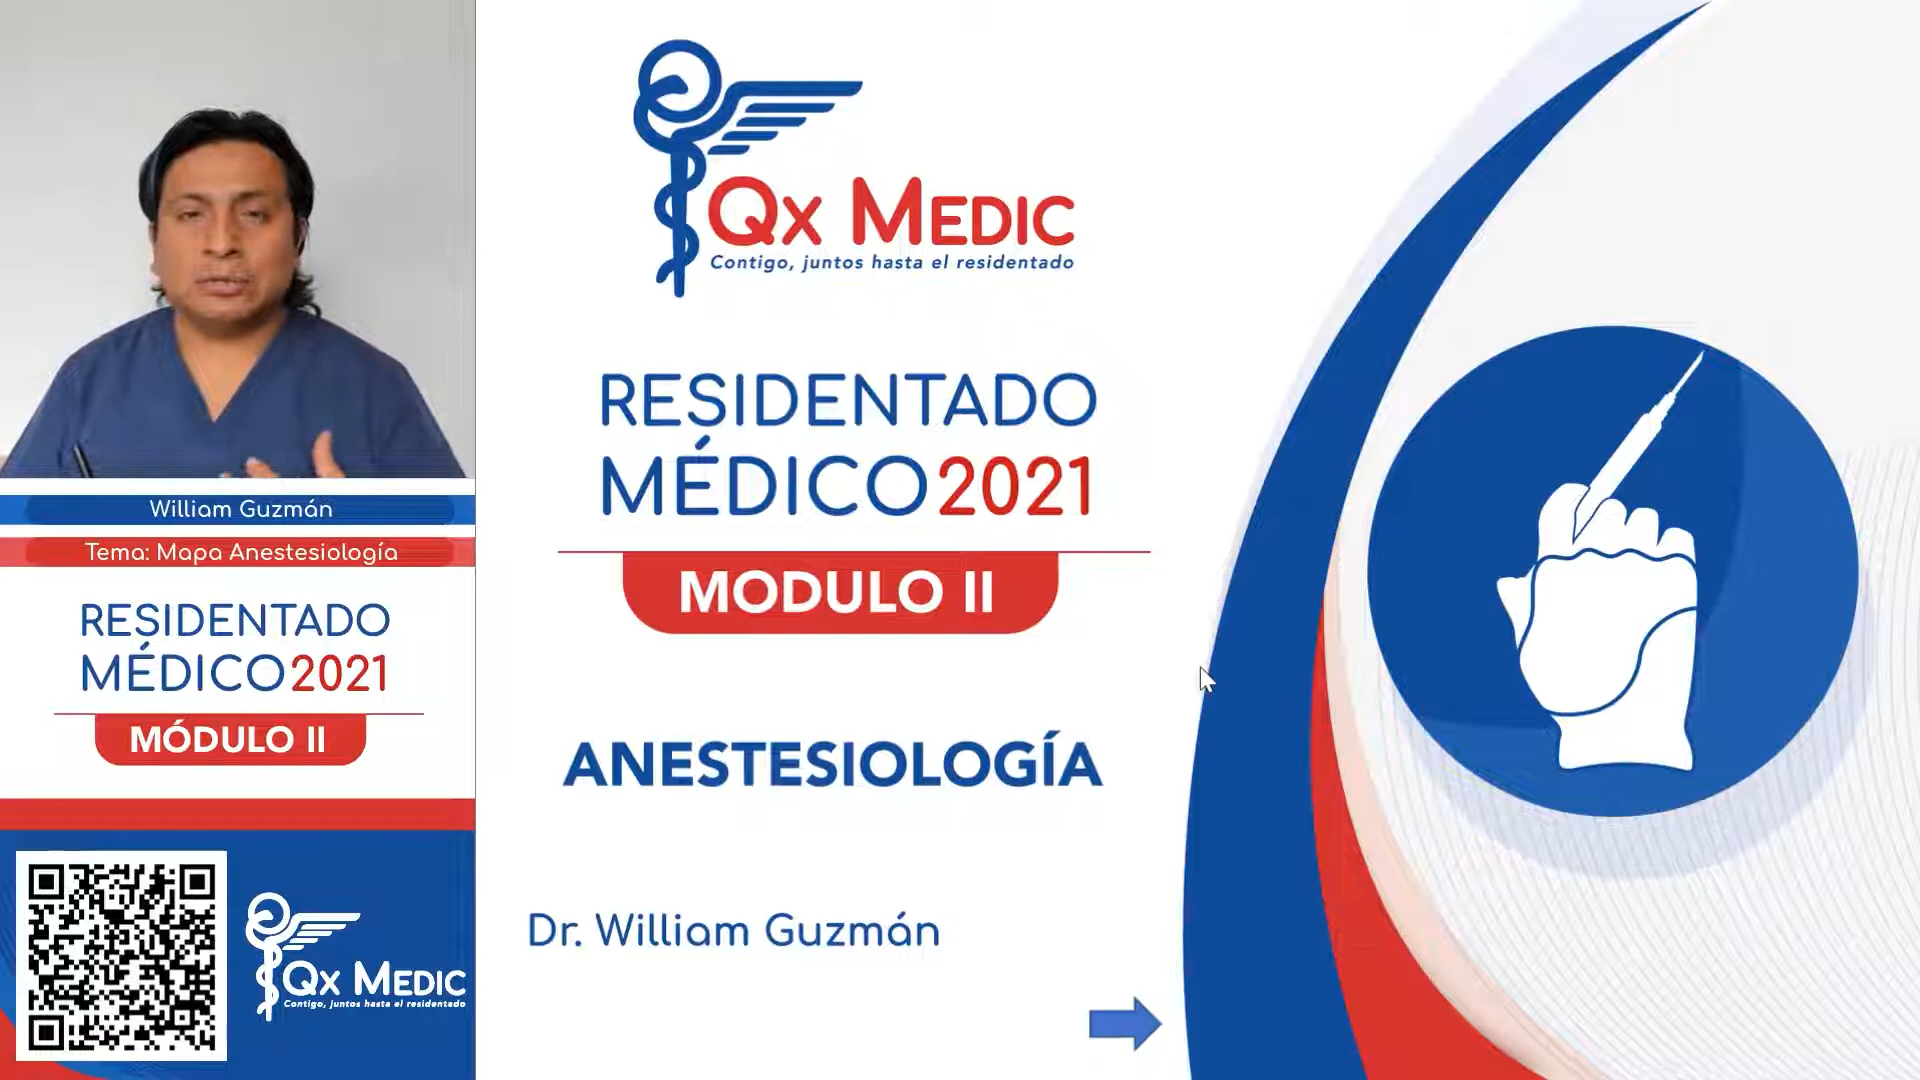 William Guzmán
Tema: Mapa Anestesiología
RESIDENTADO
MÉDICO2021
MÓDULO II
Qx MEDIC
Contigo, juntos hasta el residentado
Qx MEDIC
Contigo, juntos hasta el residentado
RESIDENTADO
MÉDICO2021
MODULO II
ANESTESIOLOGÍA
Dr. William Guzmán